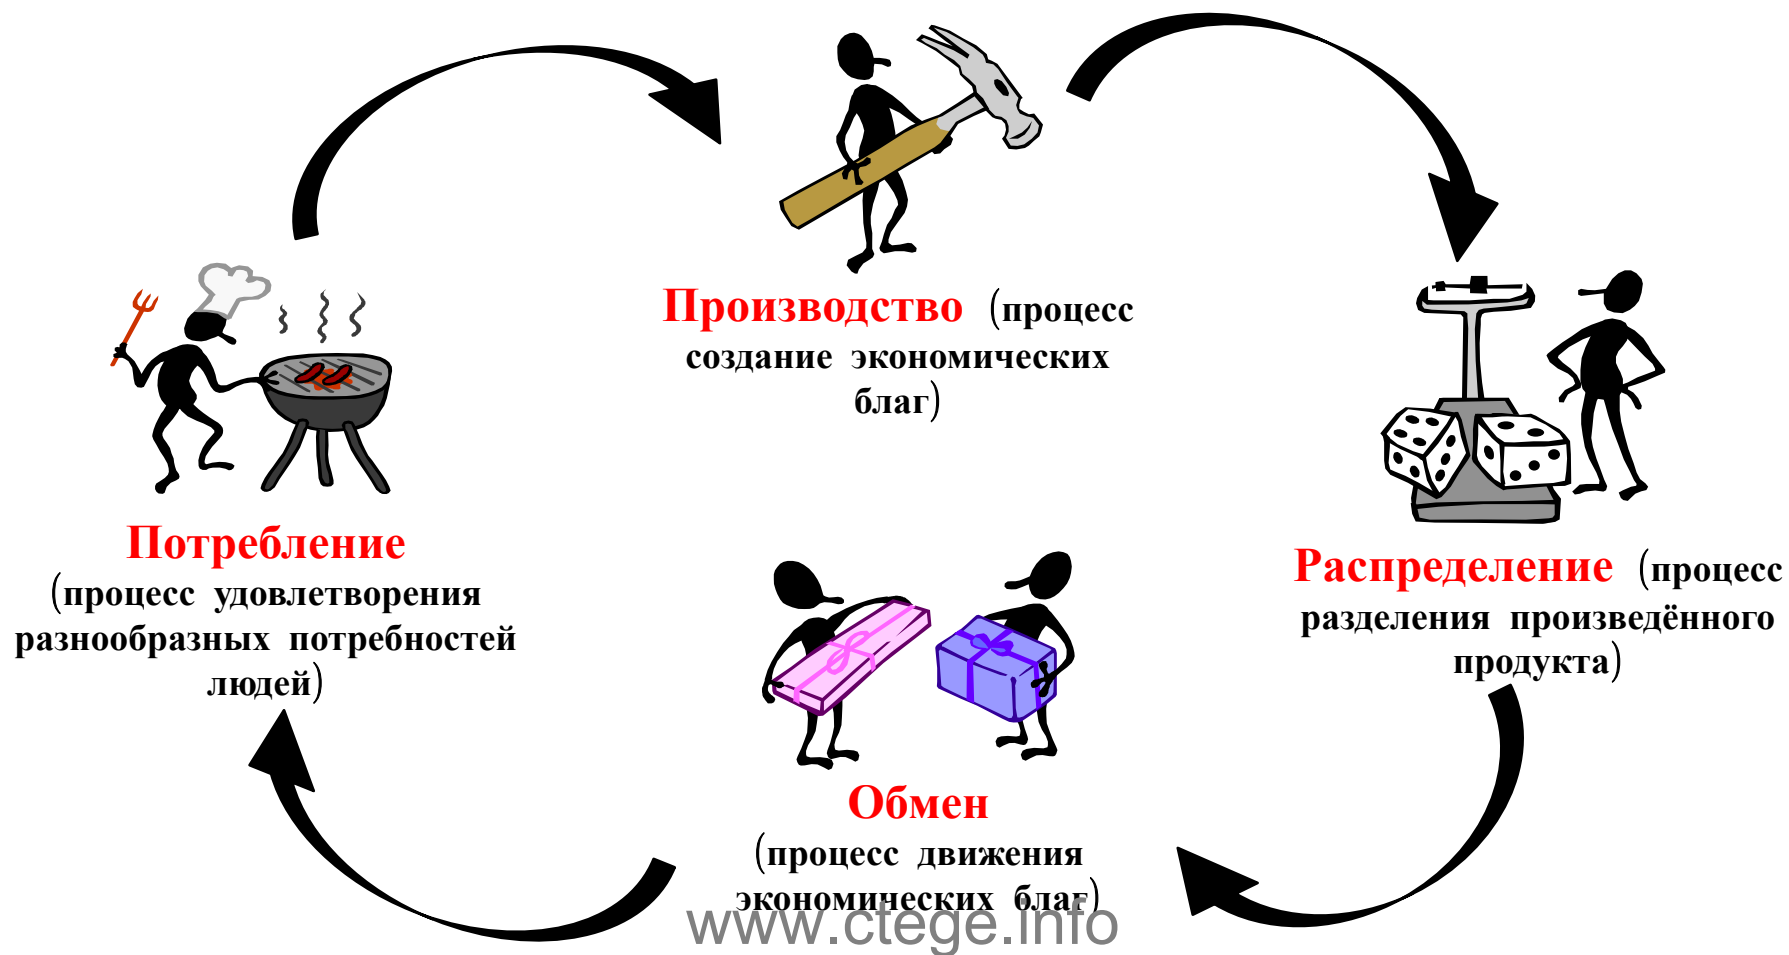 Производство (процесс
создание экономических
благ)
Распределение (процесс
разделения произведённого
продукта)
Обмен
(процесс движения
экономических благ)
Потребление
(процесс удовлетворения
разнообразных потребностей
людей)
www.ctege.info